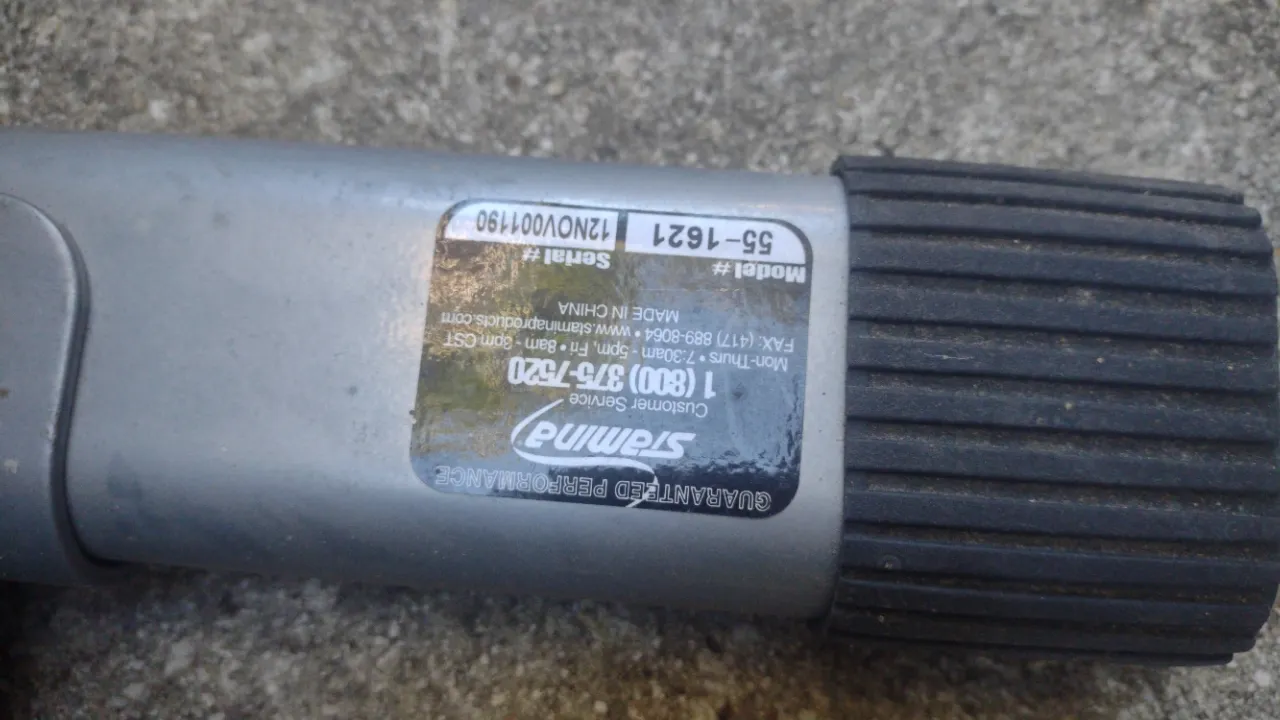 GUARANTEED PERFORMANCE
stamina
Customer Service
1 (800) 375-7520
Mon-Thurs • 7:30am - 5pm, Fri • 8am - 3pm CST
FAX: (417) 889-8064 • www.staminaproducts.com
MADE IN CHINA
Model # Serial #
55-1621 12NOV001190